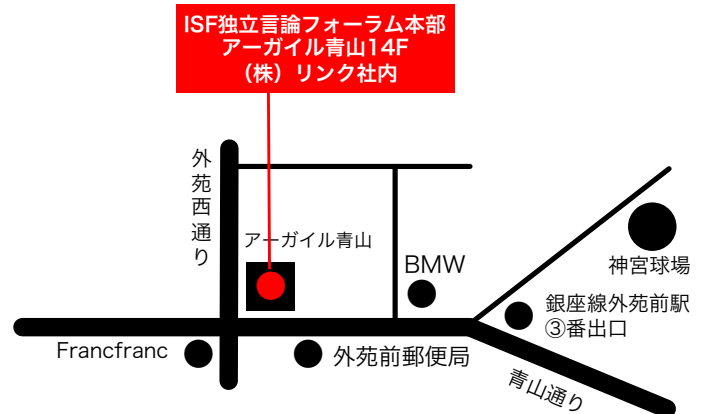 ISF独立言論フォーラム本部
アーガイル青山14F
（株）リンク社内
外苑西通り
アーガイル青山
BMW
神宮球場
銀座線外苑前駅
③番出口
Francfranc
外苑前郵便局
青山通り